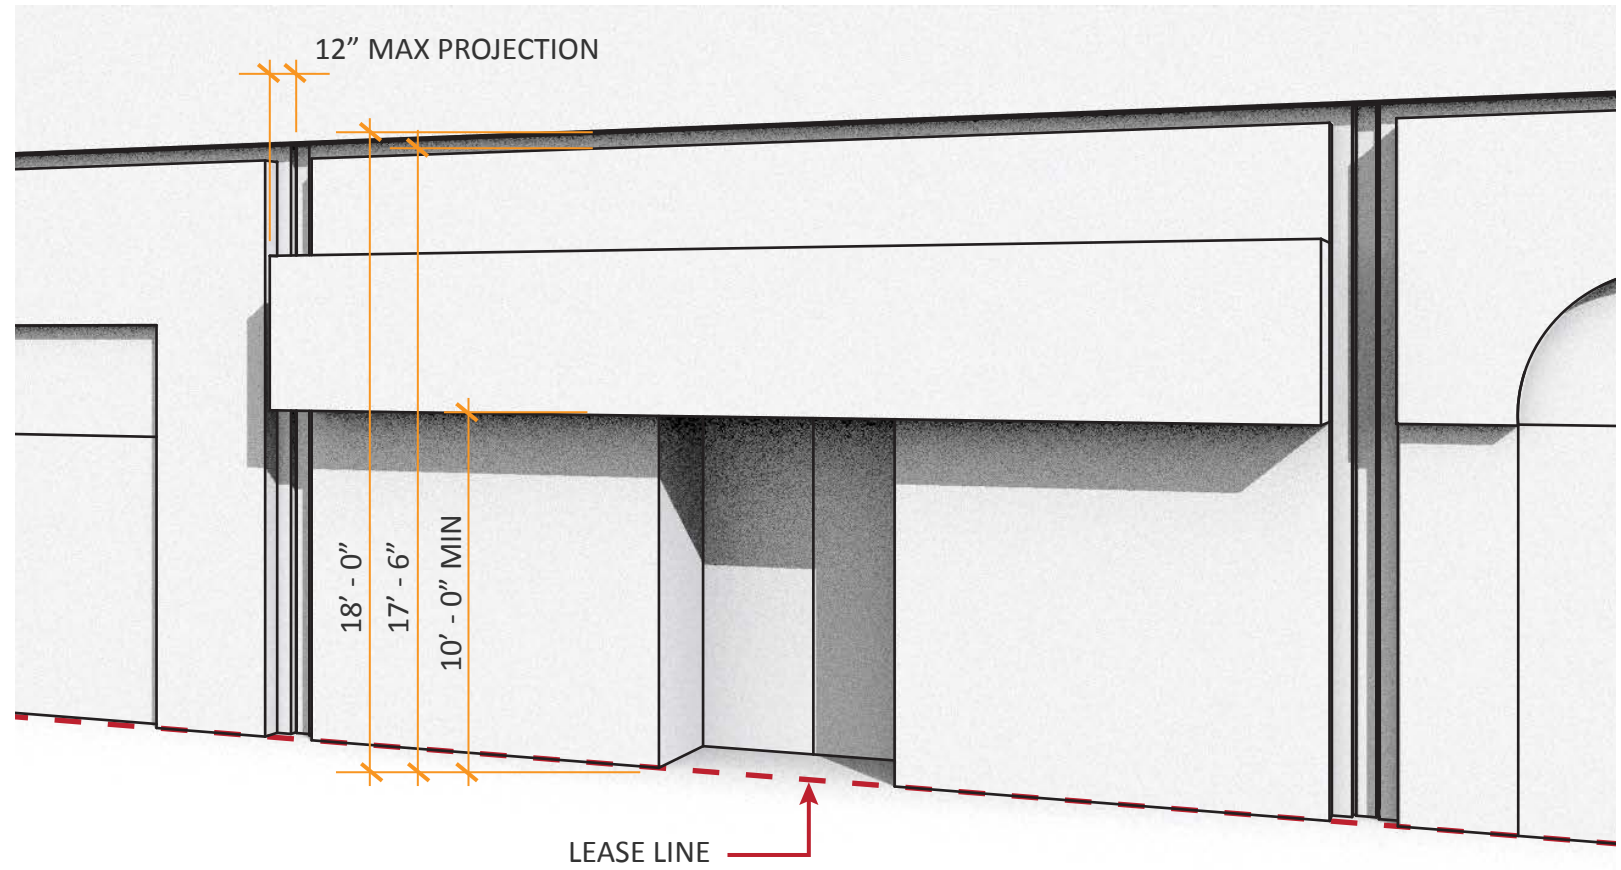 12” MAX PROJECTION
18’ - 0”
17’ - 6”
10’ - 0” MIN
LEASE LINE